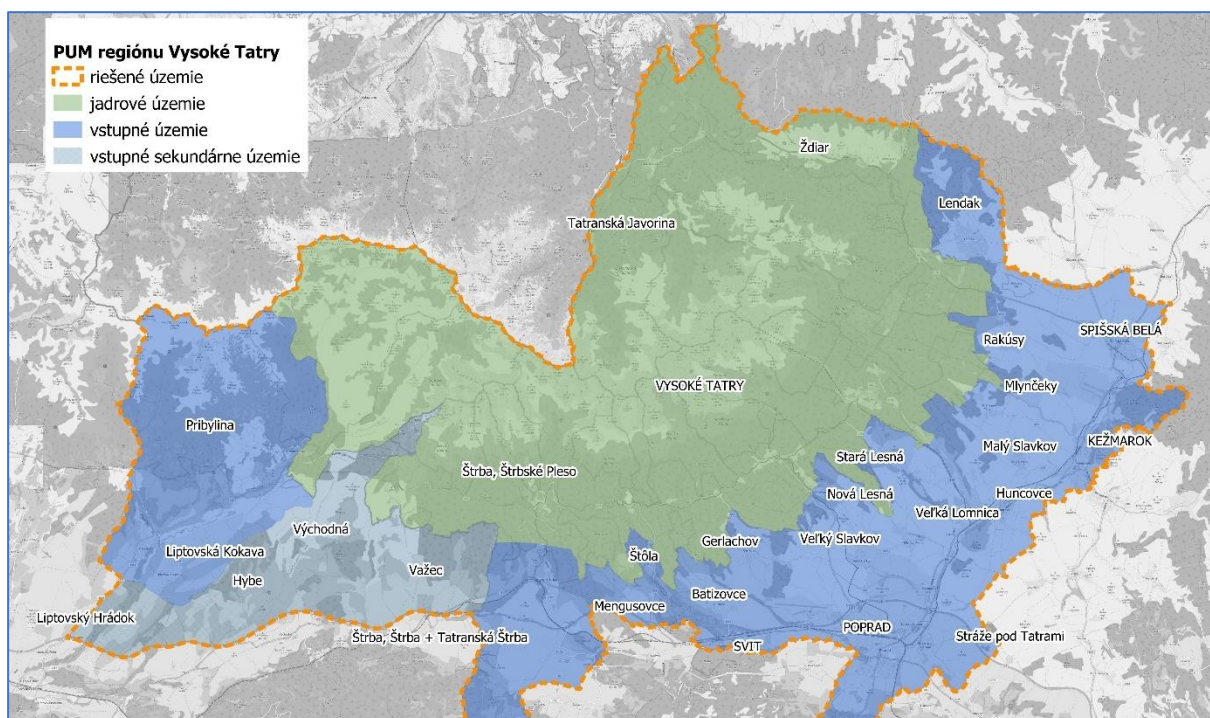 PUM regiónu Vysoké Tatry
riešené územie
jadrové územie
vstupné územie
vstupné sekundárne územie
Ždiar
Lendak
Tatranská Javorina
SPIŠSKÁ BELÁ
Rakúsy
VYSOKÉ TATRY
Mlynčeky
Pribylina
KEŽMAROK
Malý Slavkov
Stará Lesná
Štrba, Štrbské Pleso
Nová Lesná
Huncovce
Veľká Lomnica
Východná
Veľký Slavkov
Gerlachov
Liptovská Kokava
Štôla
Važec
Hybe
Batizovce
Mengusovce
Liptovský Hrádok
POPRAD
Štrba, Štrba + Tatranská Štrba
Stráže pod Tatrami
SVIT